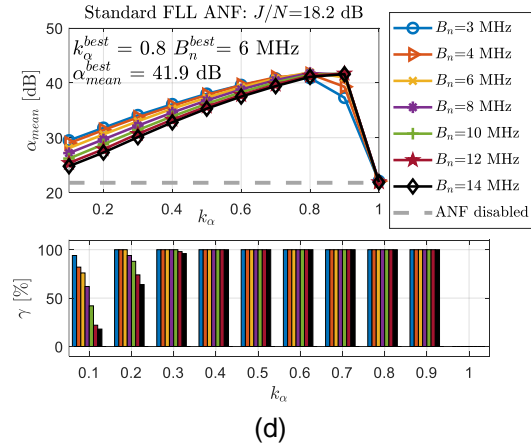 Standard FLL ANF: J/N=18.2 dB
k_α^best = 0.8 B_n^best = 6 MHz
α_mean^best = 41.9 dB
α_mean [dB]
50
40
30
20
0.2 0.4 0.6 0.8 1
k_α
B_n=3 MHz
B_n=4 MHz
B_n=6 MHz
B_n=8 MHz
B_n=10 MHz
B_n=12 MHz
B_n=14 MHz
ANF disabled
γ [%]
100
50
0
0.1 0.2 0.3 0.4 0.5 0.6 0.7 0.8 0.9 1
k_α
(d)